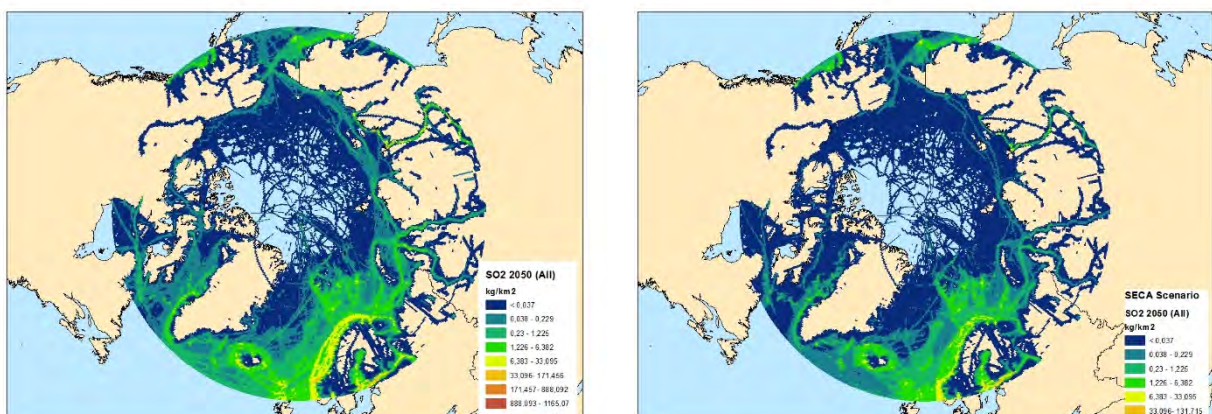 SO2 2050 (All)
kg/km2
< 0,037
0,038 - 0,229
0,23 - 1,226
1,226 - 6,382
6,383 - 33,095
33,096- 171,456
171,457- 888,092
888,093 - 1165,07
SECA Scenario
SO2 2050 (All)
kg/km2
< 0,037
0,038 - 0,229
0,23 - 1,225
1,226 - 6,382
6,383 - 33,095
33,096- 131,715